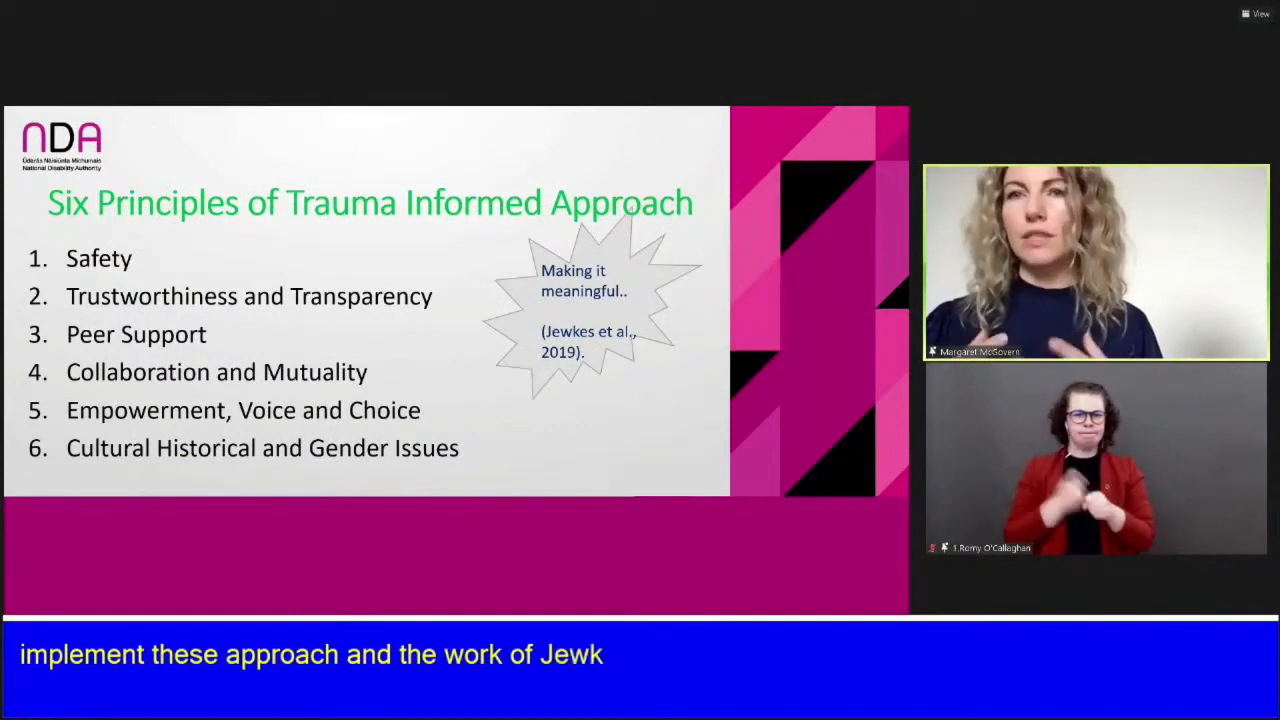 View
NDA
Údarás Náisiúnta Míchumais
National Disability Authority
Six Principles of Trauma Informed Approach
1. Safety
2. Trustworthiness and Transparency
3. Peer Support
4. Collaboration and Mutuality
5. Empowerment, Voice and Choice
6. Cultural Historical and Gender Issues
Making it
meaningful..
(Jewkes et al.,
2019).
Margaret McGovern
1.Romy O'Callaghan
implement these approach and the work of Jewk